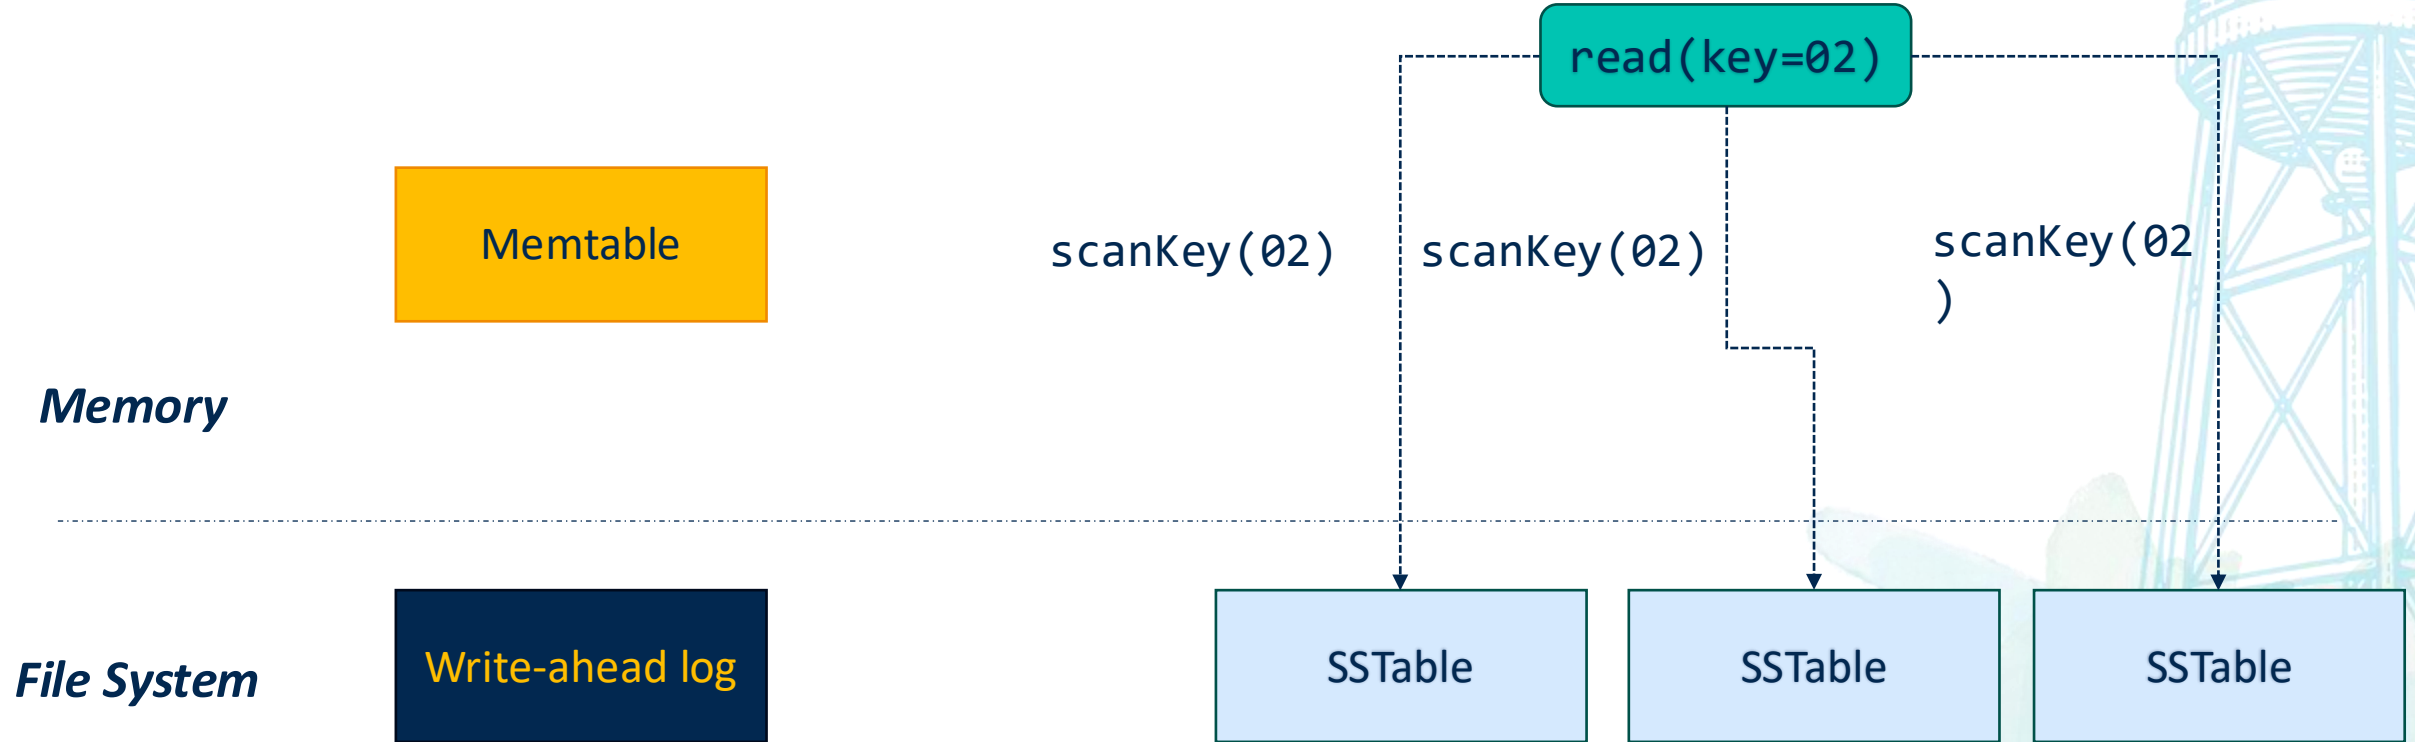 read(key=02)
Memtable
scanKey(02)
scanKey(02)
scanKey(02
)
Memory
File System
Write-ahead log
SSTable
SSTable
SSTable